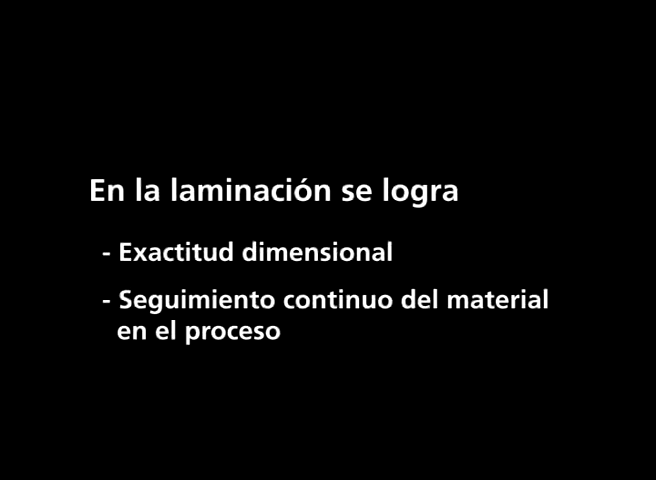 En la laminación se logra
- Exactitud dimensional
- Seguimiento continuo del material
en el proceso